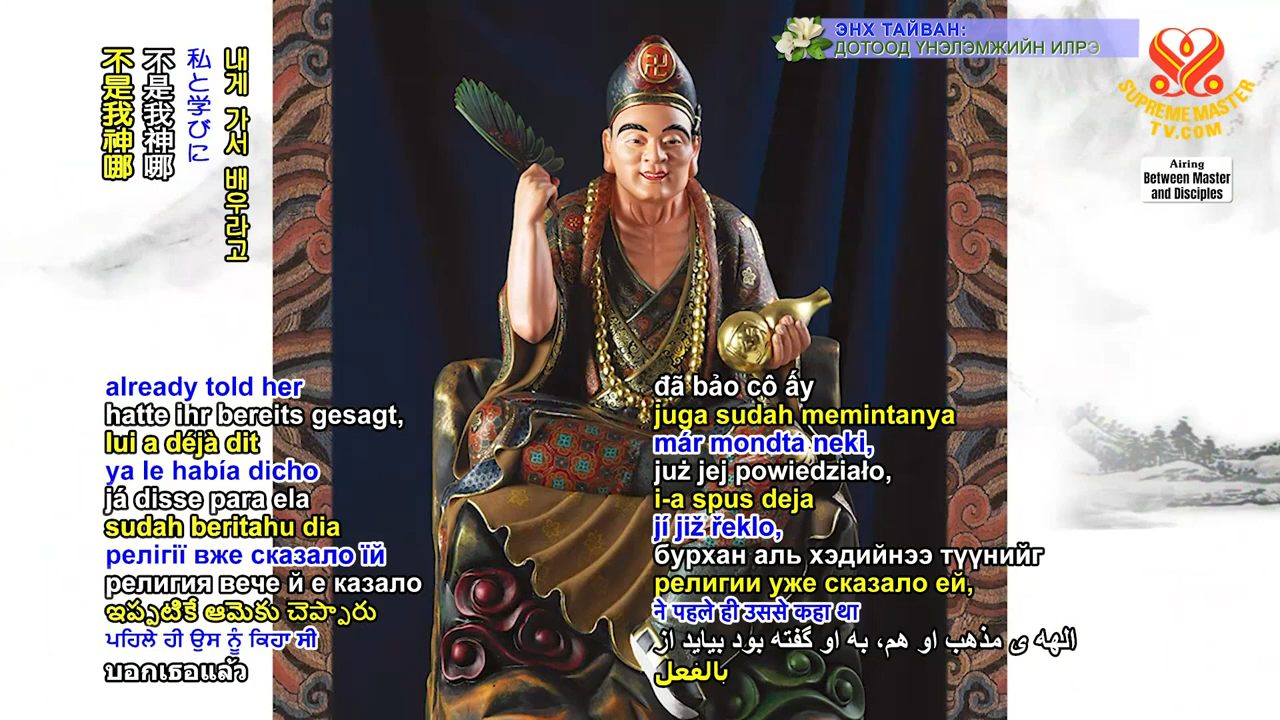 ЭНХ ТАЙВАН:
ДОТООД ҮНЭЛЭМЖИЙН ИЛРЭ
SUPREME MASTER
TV.COM
Airing
Between Master
and Disciples
不是我神哪
不是我神哪
私と学びに
내게 가서 배우라고
already told her
hatte ihr bereits gesagt,
lui a déjà dit
ya le había dicho
já disse para ela
sudah beritahu dia
релігії вже сказало їй
религия вече й е казало
ఇప్పటికే ఆమెకు చెప్పారు
ਪਹਿਲੇ ਹੀ ਉਸ ਨੂੰ ਕਿਹਾ ਸੀ
บอกเธอแล้ว
đã bảo cô ấy
juga sudah memintanya
már mondta neki,
już jej powiedziało,
i-a spus deja
jí již řeklo,
бурхан аль хэдийнээ түүнийг
религии уже сказало ей,
ने पहले ही उससे कहा था
الهه ی مذهب او هم، به او گفته بود بیاید از
بالفعل